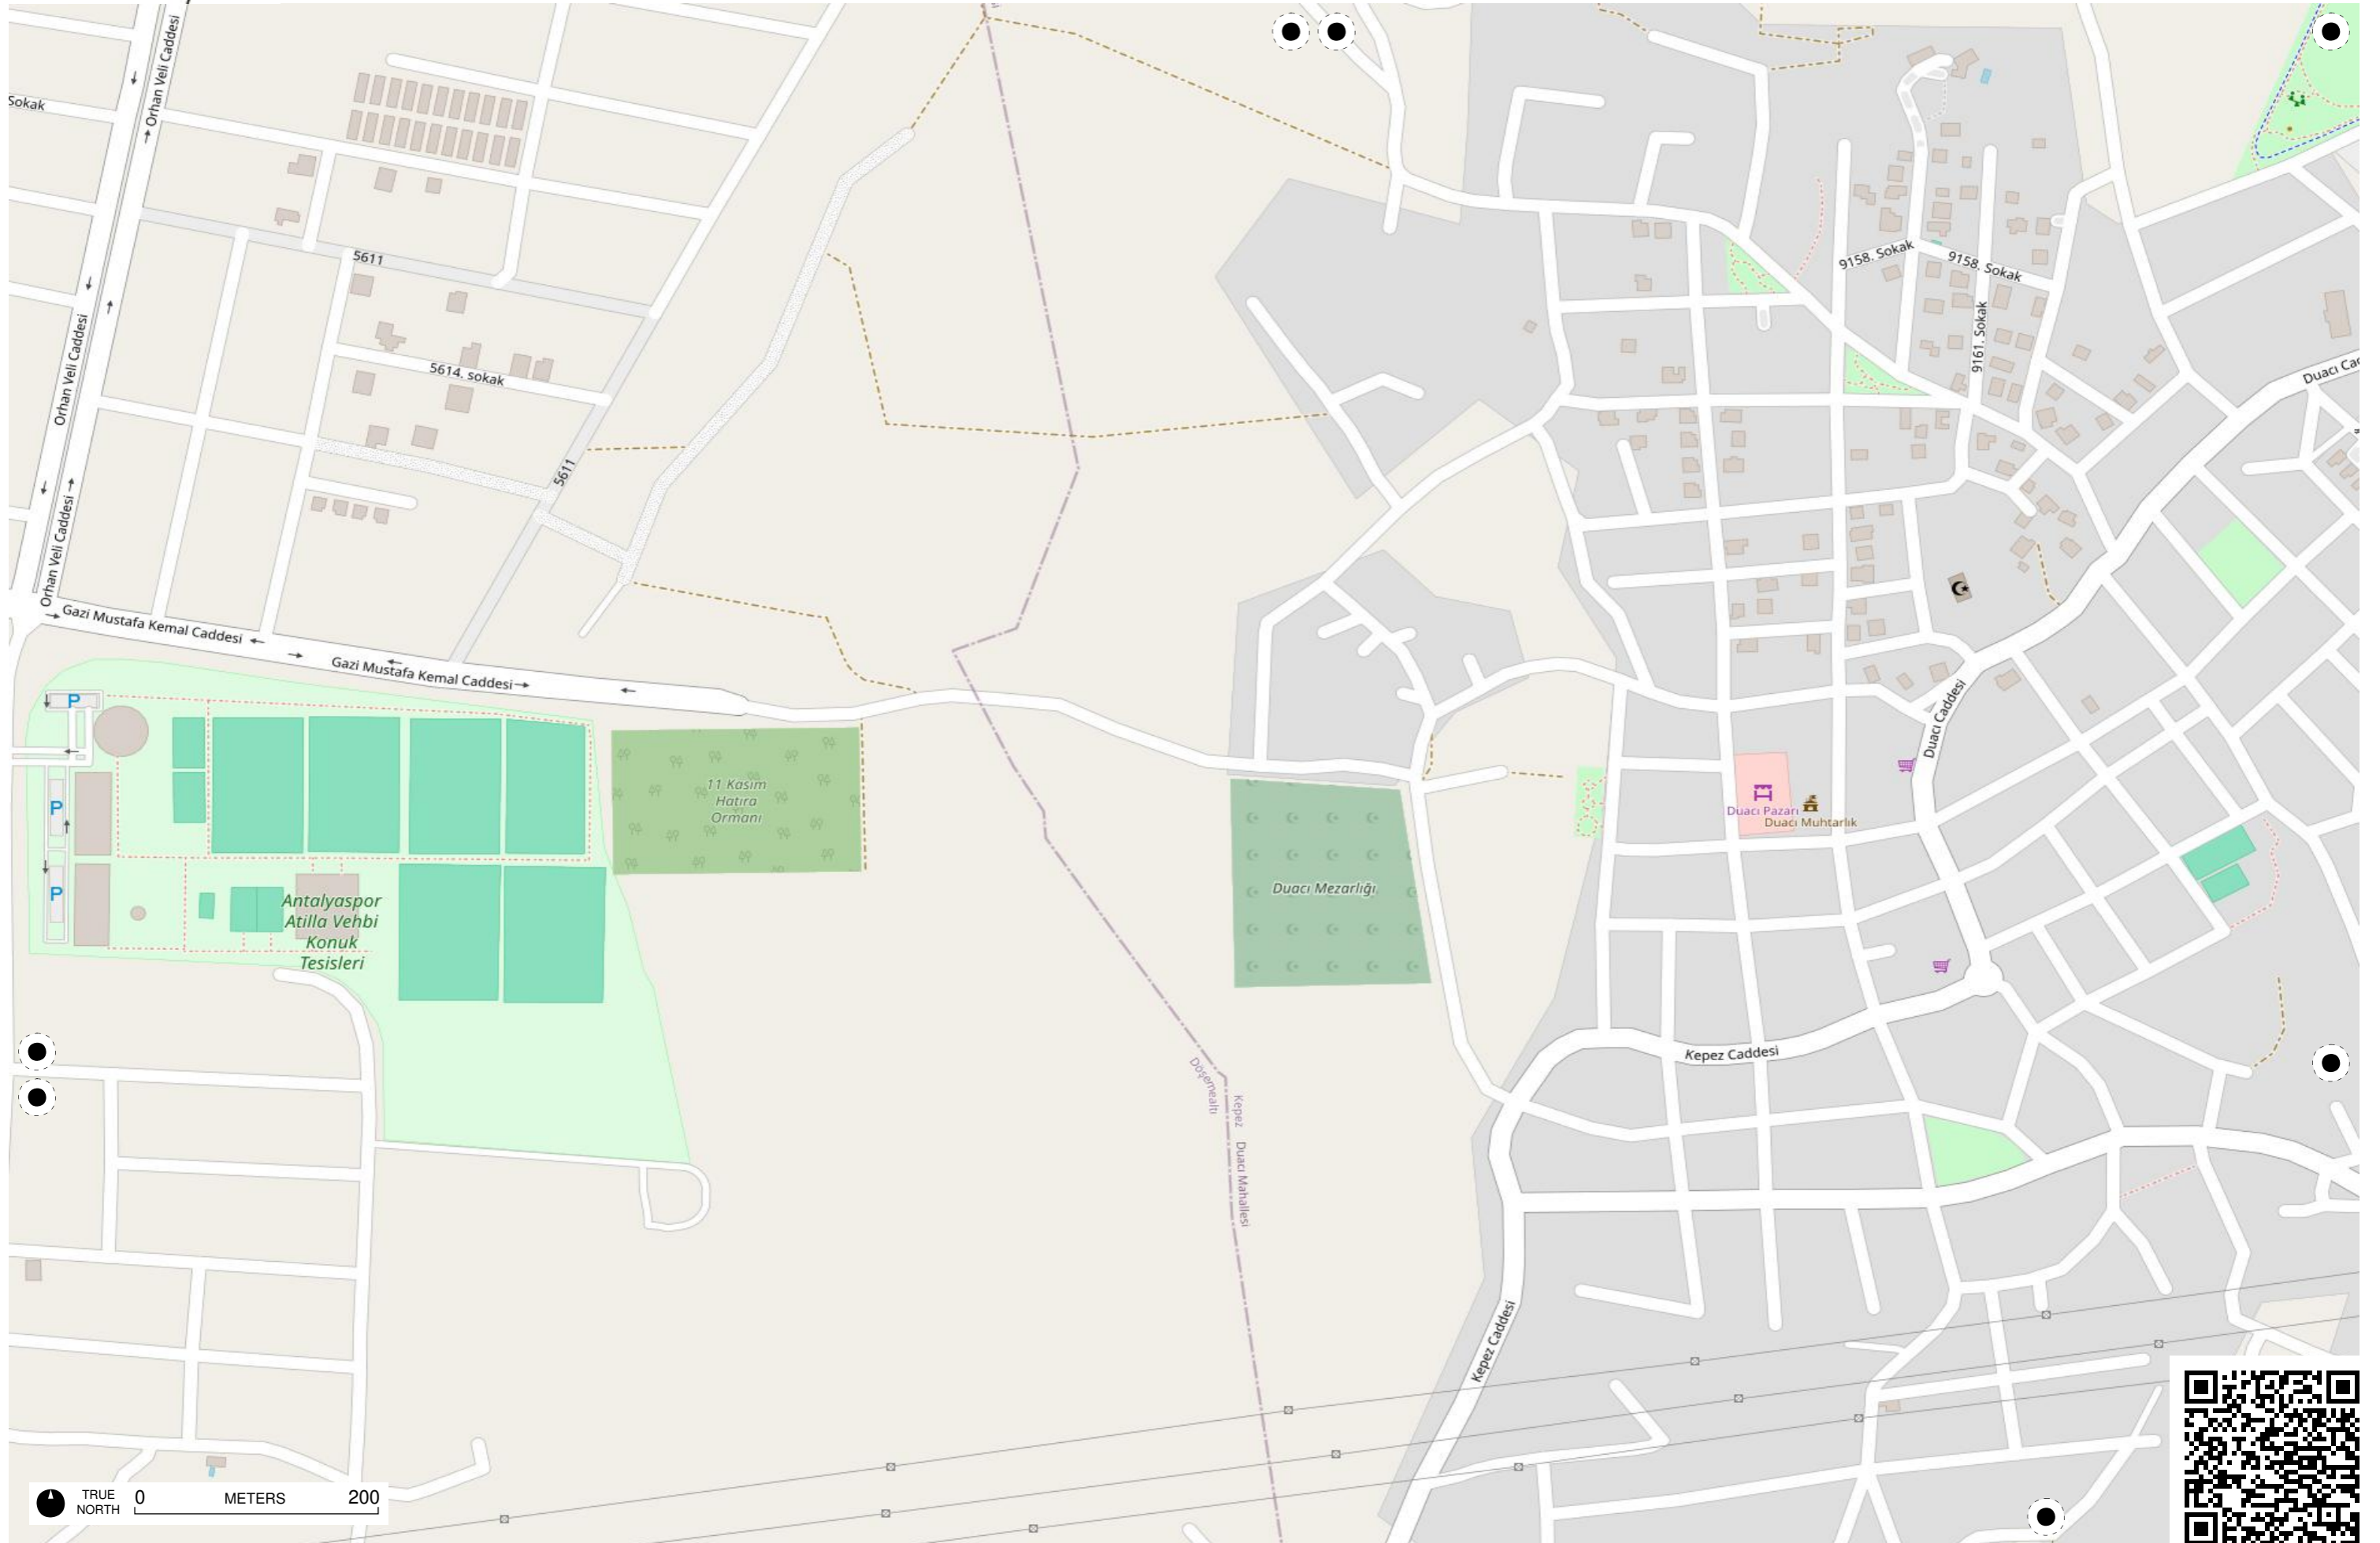 Orhan Veli Caddesi
Sokak
5611
9158. Sokak
9158. Sokak
9161. Sokak
Orhan Veli Caddesi
5614. sokak
5611
Orhan Veli Caddesi
Gazi Mustafa Kemal Caddesi
Gazi Mustafa Kemal Caddesi
Duacı Caddesi
P
P
P
11 Kasım
Hatıra
Ormanı
Duacı Pazarı
Duacı Muhtarlık
Duacı Mezarlığı
Antalyaspor
Atilla Vehbi
Konuk
Tesisleri
Kepez Caddesi
Döşemealtı
Kepez
Duacı Mahallesi
Kepez Caddesi
TRUE
NORTH
0 METERS 200